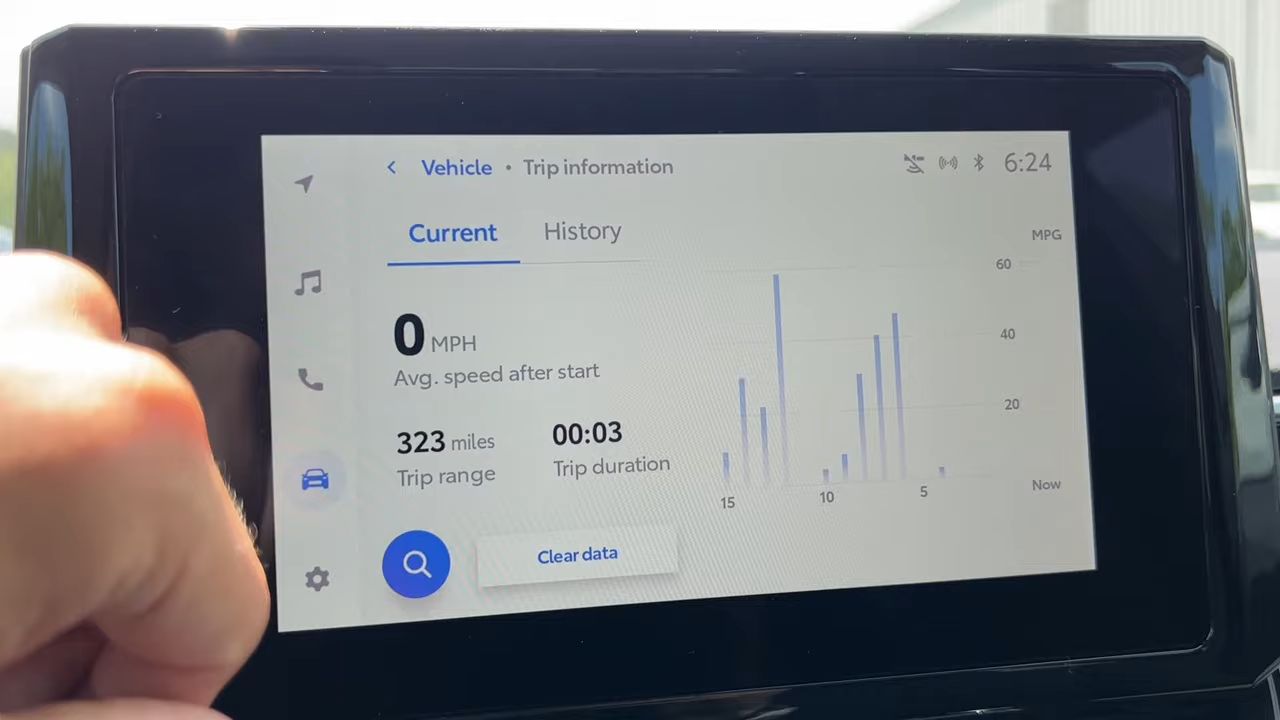 Vehicle • Trip information
6:24
Current History
MPG
60
40
20
0 MPH
Avg. speed after start
323 miles 00:03
Trip range Trip duration
15 10 5 Now
Clear data